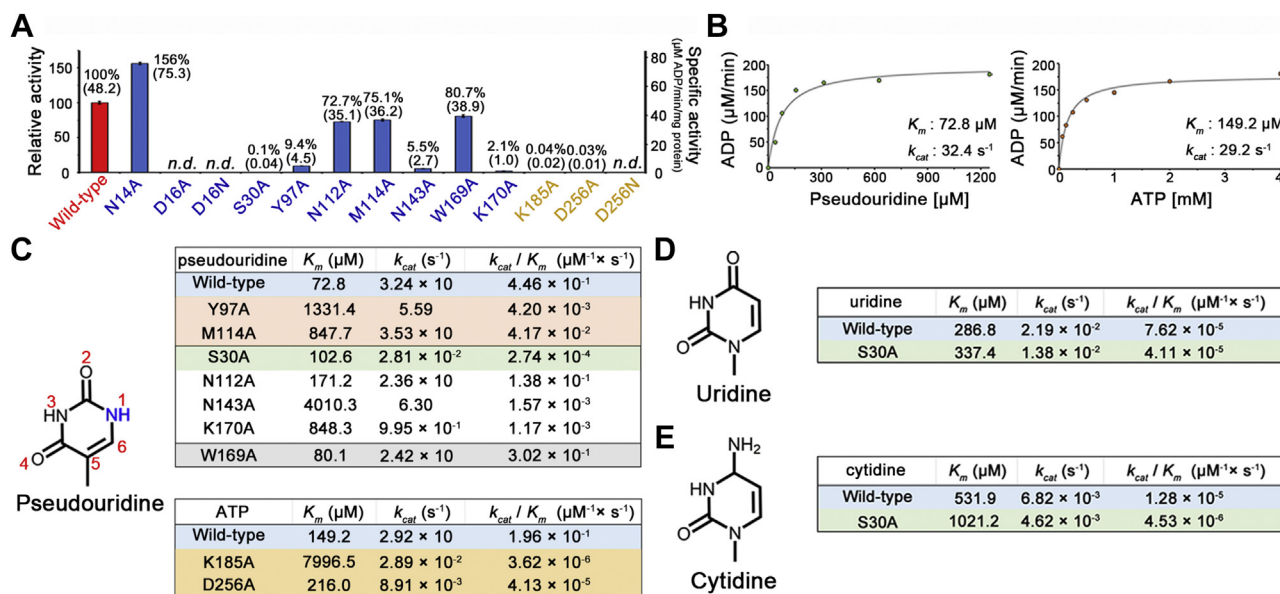 A
Relative activity
150
100
50
0
100%
(48.2)
156%
(75.3)
n.d.
n.d.
0.1%
(0.04)
9.4%
(4.5)
72.7%
(35.1)
75.1%
(36.2)
5.5%
(2.7)
80.7%
(38.9)
2.1%
(1.0)
0.04%
(0.02)
0.03%
(0.01)
n.d.
80
60
40
20
0
Specific activity
(µM ADP/min/mg protein)
Wild-type
N14A
D16A
D16N
S30A
Y97A
N112A
M114A
N143A
W169A
K170A
K185A
D256A
D256N
B
ADP (µM/min)
200
150
100
50
0
Km : 72.8 µM
kcat : 32.4 s-1
0 300 600 900 1200
Pseudouridine [µM]
ADP (µM/min)
200
150
100
50
0
Km : 149.2 µM
kcat : 29.2 s-1
0 1 2 3 4
ATP [mM]
C
2
O
3
HN
1
NH
4
O
5
6
Pseudouridine
pseudouridine Km (µM) kcat (s-1) kcat / Km (µM-1× s-1)
Wild-type 72.8 3.24 × 10 4.46 × 10-1
Y97A 1331.4 5.59 4.20 × 10-3
M114A 847.7 3.53 × 10 4.17 × 10-2
S30A 102.6 2.81 × 10-2 2.74 × 10-4
N112A 171.2 2.36 × 10 1.38 × 10-1
N143A 4010.3 6.30 1.57 × 10-3
K170A 848.3 9.95 × 10-1 1.17 × 10-3
W169A 80.1 2.42 × 10 3.02 × 10-1
ATP Km (µM) kcat (s-1) kcat / Km (µM-1× s-1)
Wild-type 149.2 2.92 × 10 1.96 × 10-1
K185A 7996.5 2.89 × 10-2 3.62 × 10-6
D256A 216.0 8.91 × 10-3 4.13 × 10-5
D
O
HN
O
N
Uridine
uridine Km (µM) kcat (s-1) kcat / Km (µM-1× s-1)
Wild-type 286.8 2.19 × 10-2 7.62 × 10-5
S30A 337.4 1.38 × 10-2 4.11 × 10-5
E
NH2
HN
O
N
Cytidine
cytidine Km (µM) kcat (s-1) kcat / Km (µM-1× s-1)
Wild-type 531.9 6.82 × 10-3 1.28 × 10-5
S30A 1021.2 4.62 × 10-3 4.53 × 10-6